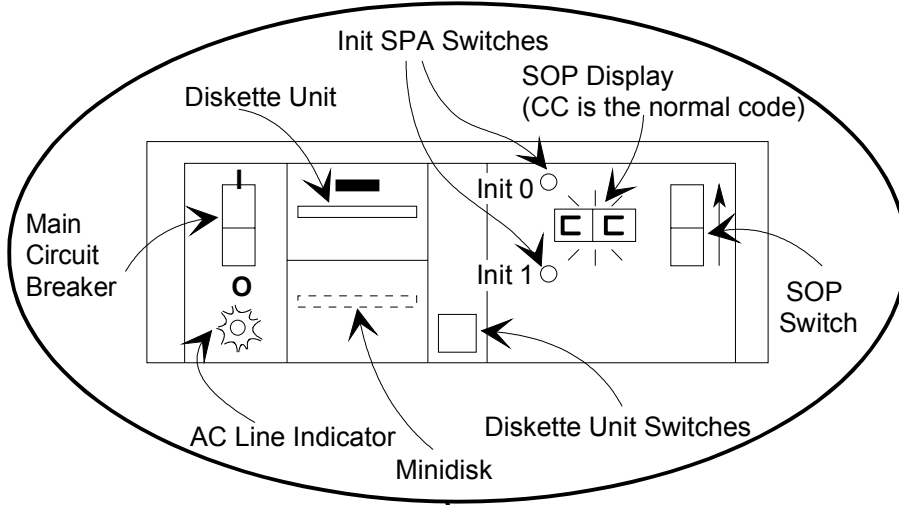 Init SPA Switches
SOP Display
(CC is the normal code)
Diskette Unit
I
Init 0
C C
Main
Circuit
Breaker
Init 1
O
SOP
Switch
AC Line Indicator
Diskette Unit Switches
Minidisk